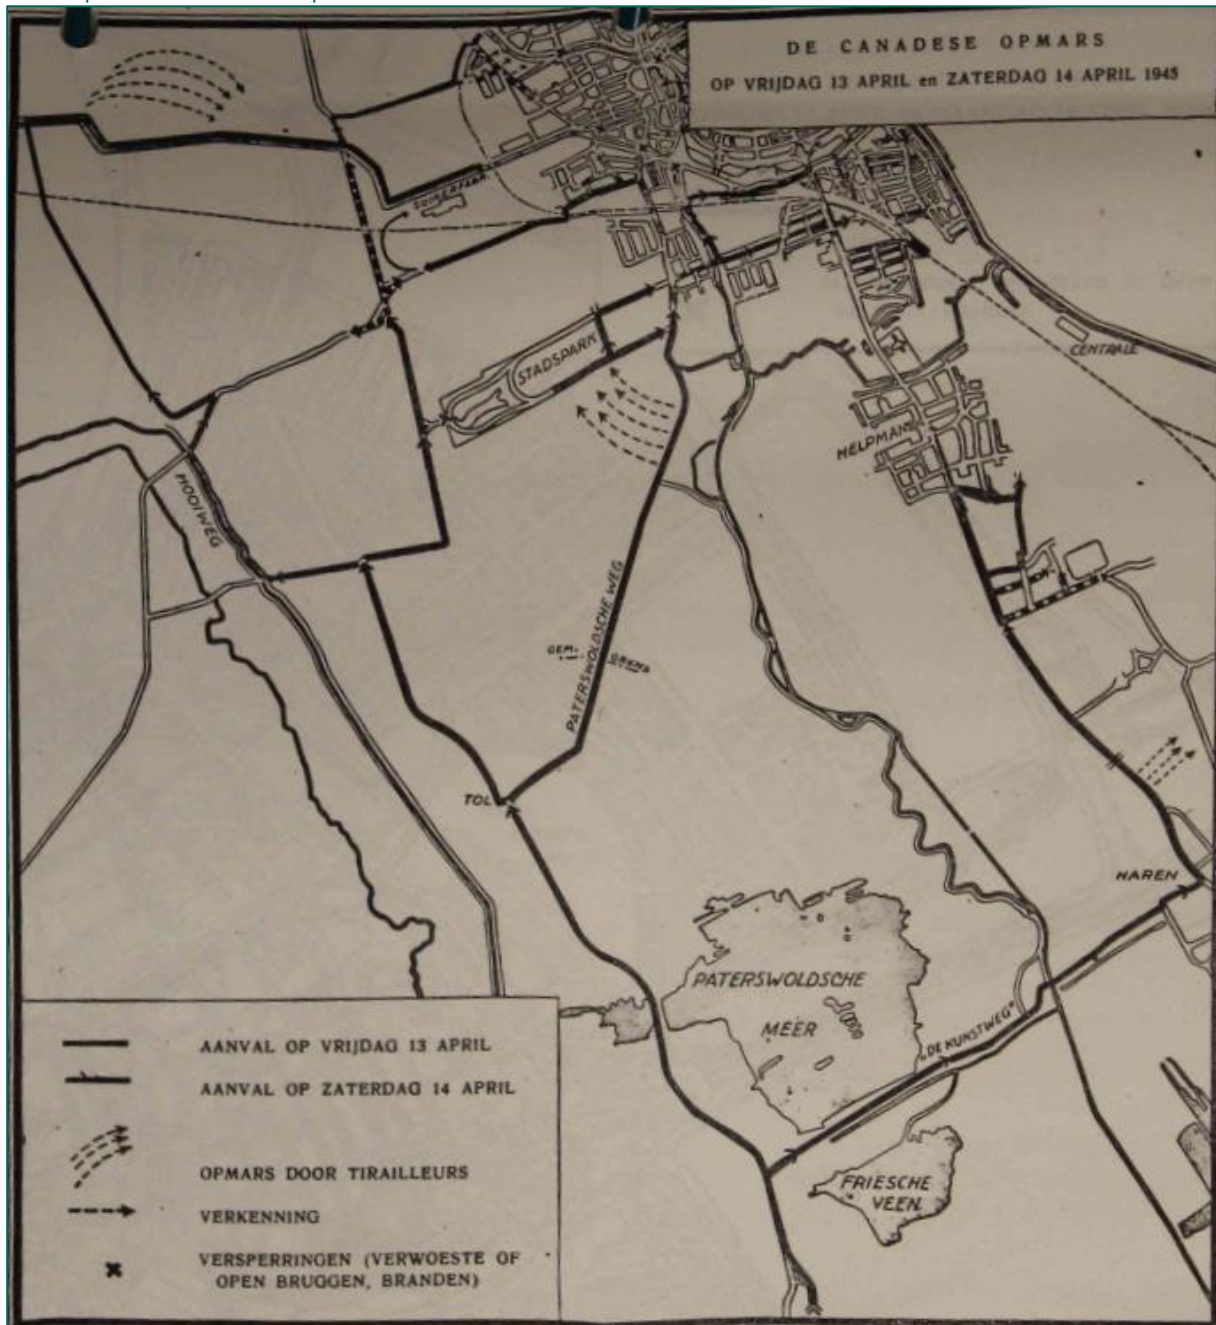 DE CANADESE OPMARS
OP VRIJDAG 13 APRIL en ZATERDAG 14 APRIL 1945
SUIKERFABR
STADSPARK
CENTRALE
HELPMAN
HOOIWEG
PATERSWOLDSCHE WEG
GEM. GRENS
TOL
HAREN
PATERSWOLDSCHE
MEER
„DE KUNSTWEG"
FRIESCHE
VEEN
AANVAL OP VRIJDAG 13 APRIL
AANVAL OP ZATERDAG 14 APRIL
OPMARS DOOR TIRAILLEURS
VERKENNING
VERSPERRINGEN (VERWOESTE OF
OPEN BRUGGEN, BRANDEN)